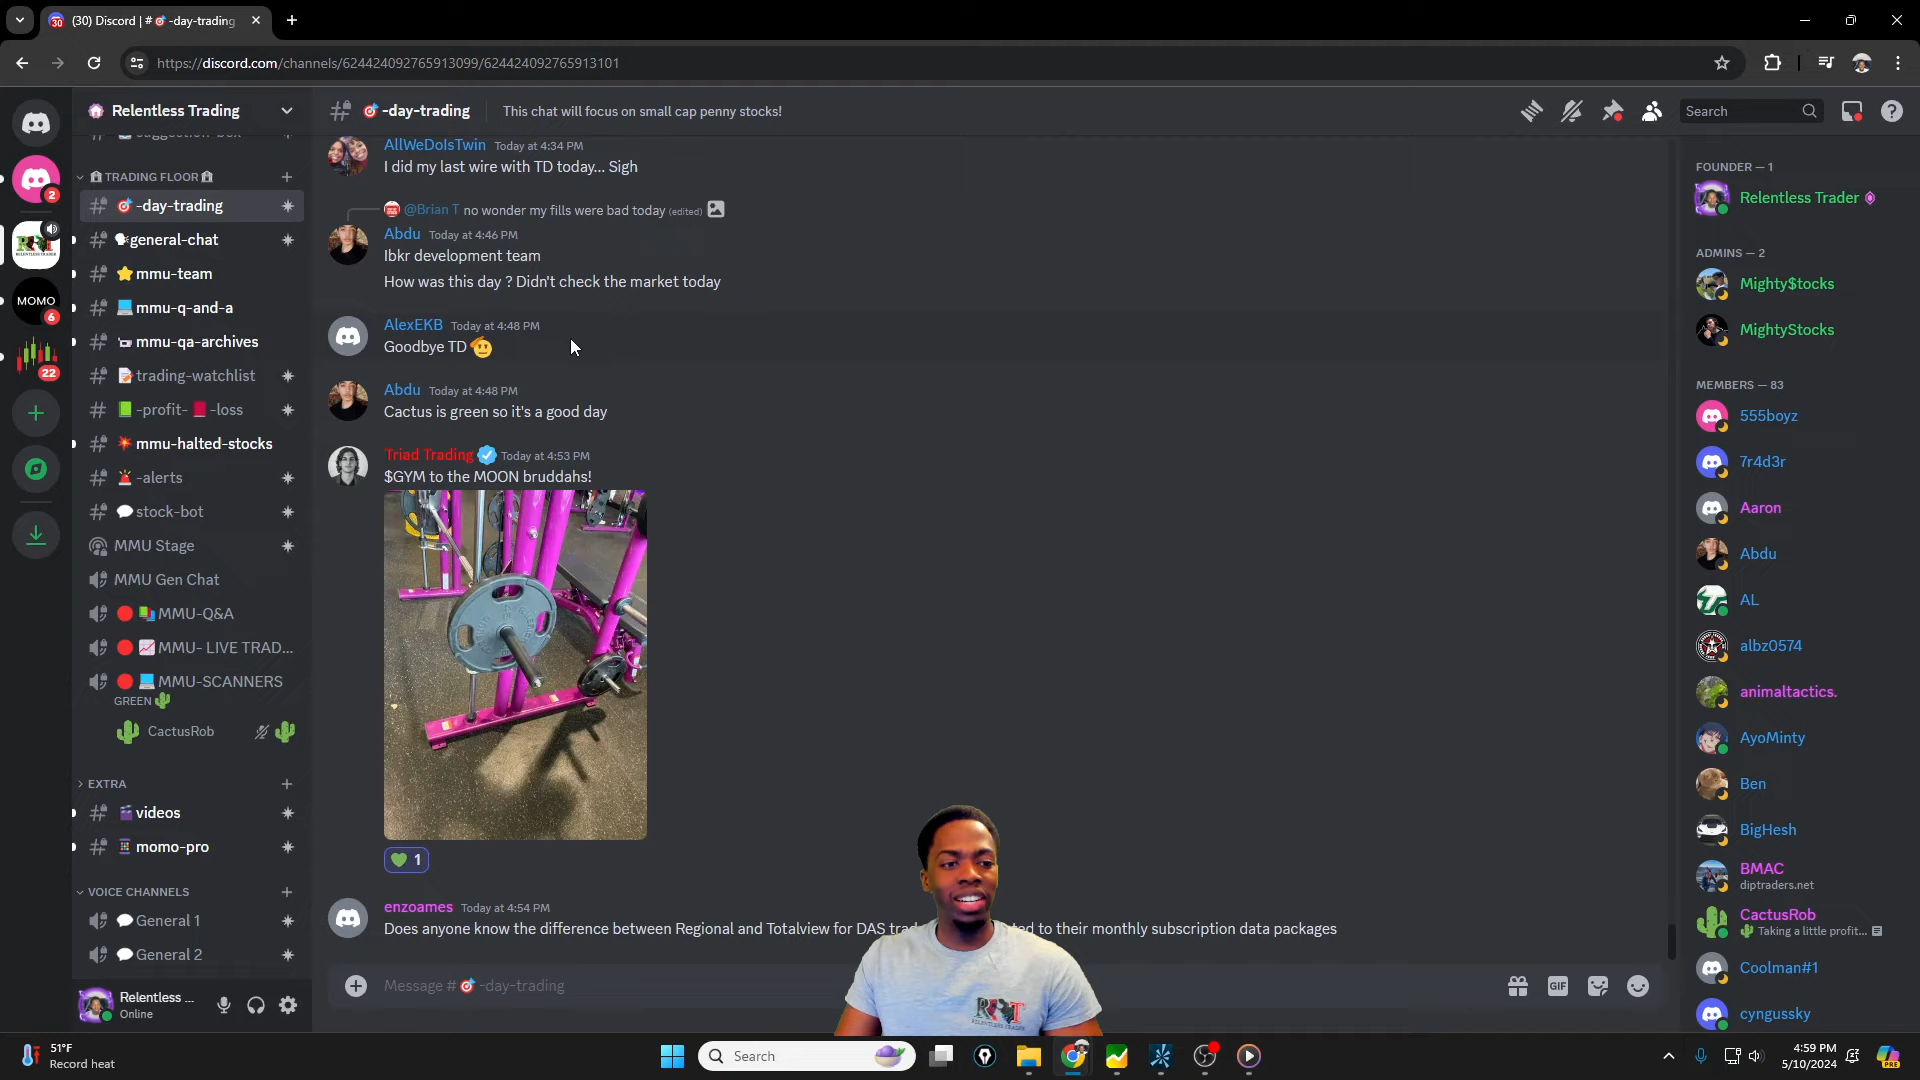 (30) Discord | # 🎯 -day-trading
https://discord.com/channels/624424092765913099/624424092765913101
Relentless Trading
# 🎯 -day-trading
This chat will focus on small cap penny stocks!
Search
suggestion-box
TRADING FLOOR
-day-trading
general-chat
mmu-team
mmu-q-and-a
mmu-qa-archives
trading-watchlist
-profit- -loss
mmu-halted-stocks
-alerts
stock-bot
MMU Stage
MMU Gen Chat
MMU-Q&A
MMU- LIVE TRAD...
MMU-SCANNERS
GREEN 🌵
CactusRob
EXTRA
videos
momo-pro
VOICE CHANNELS
General 1
General 2
Relentless ...
Online
2
MOMO
6
22
AllWeDoIsTwin Today at 4:34 PM
I did my last wire with TD today... Sigh
@Brian T no wonder my fills were bad today (edited)
Abdu Today at 4:46 PM
Ibkr development team
How was this day ? Didn't check the market today
AlexEKB Today at 4:48 PM
Goodbye TD 🫡
Abdu Today at 4:48 PM
Cactus is green so it's a good day
Triad Trading Today at 4:53 PM
$GYM to the MOON bruddahs!
💚 1
enzoames Today at 4:54 PM
Does anyone know the difference between Regional and Totalview for DAS to their monthly subscription data packages
Message # 🎯 -day-trading
GIF
RELENTLESS TRADER
FOUNDER — 1
Relentless Trader
ADMINS — 2
Mighty$tocks
MightyStocks
MEMBERS — 83
555boyz
7r4d3r
Aaron
Abdu
AL
albz0574
animaltactics.
AyoMinty
Ben
BigHesh
BMAC
diptraders.net
CactusRob
🌵 Taking a little profit...
Coolman#1
cyngussky
51°F
Record heat
Search
4:59 PM
5/10/2024
PRE